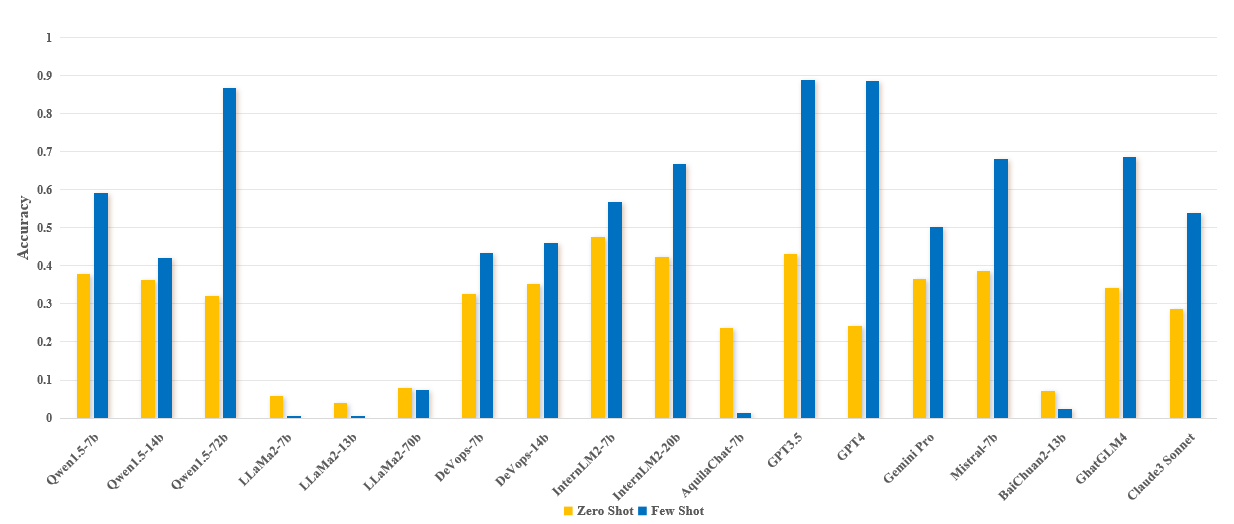 1
0.9
0.8
0.7
0.6
0.5
0.4
0.3
0.2
0.1
0
Accuracy
Qwen1.5-7b
Qwen1.5-14b
Qwen1.5-72b
LLaMa2-7b
LLaMa2-13b
LLaMa2-70b
DeVops-7b
DeVops-14b
InternLM2-7b
InternLM2-20b
AquilaChat-7b
GPT3.5
GPT4
Gemini Pro
Mistral-7b
BaiChuan2-13b
GhatGLM4
Claude3 Sonnet
Zero Shot Few Shot